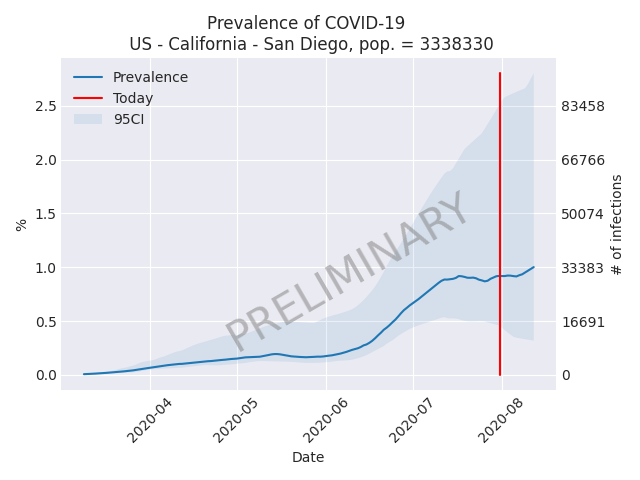 Prevalence of COVID-19
US - California - San Diego, pop. = 3338330
Prevalence
Today
95CI
%
2.5
2.0
1.5
1.0
0.5
0.0
PRELIMINARY
83458
66766
50074
33383
16691
0
# of infections
2020-04
2020-05
2020-06
2020-07
2020-08
Date